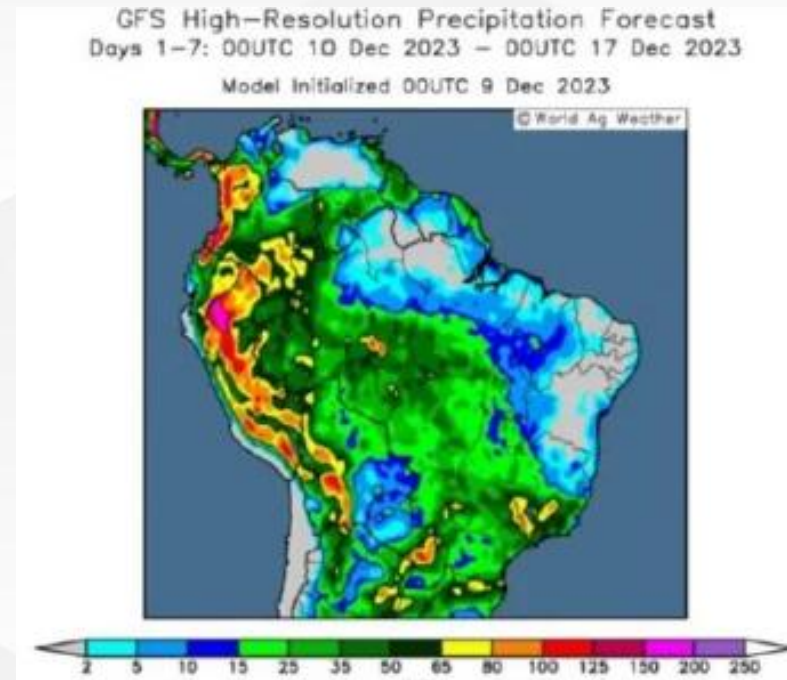 GFS High-Resolution Precipitation Forecast
Days 1-7: 00UTC 10 Dec 2023 - 00UTC 17 Dec 2023
Model Initialized 00UTC 9 Dec 2023
© World Ag Weather
2 5 10 15 25 35 50 65 80 100 125 150 200 250